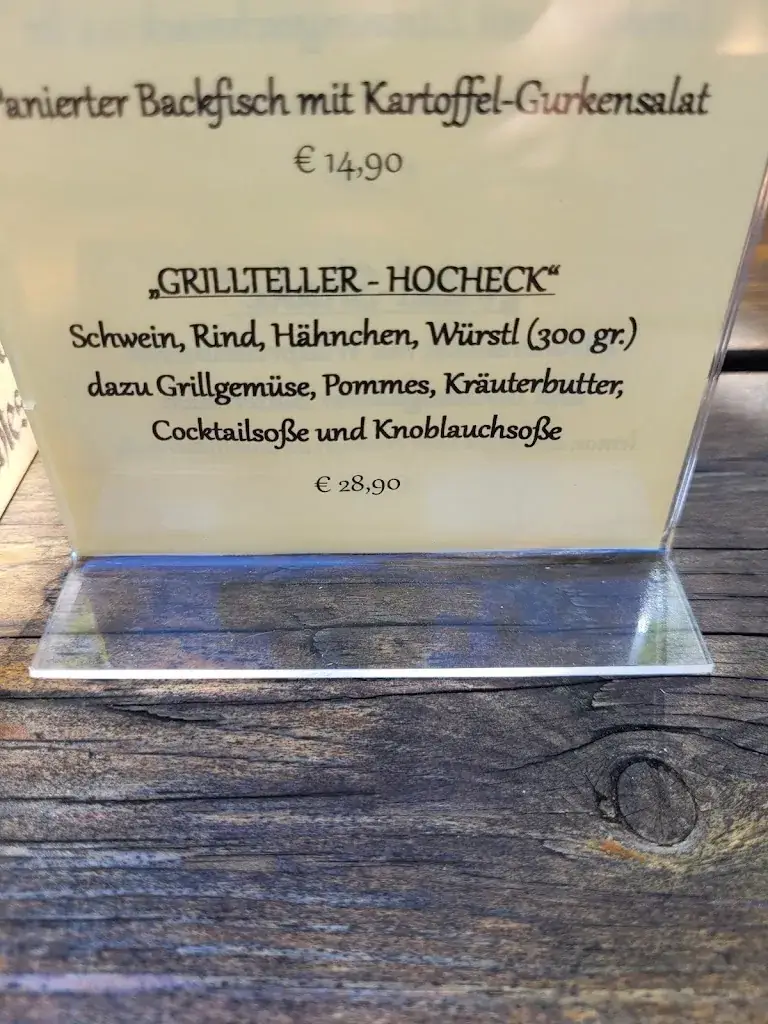 Panierter Backfisch mit Kartoffel-Gurkensalat
€ 14,90
„GRILLTELLER - HOCHECK“
Schwein, Rind, Hähnchen, Würstl (300 gr.)
dazu Grillgemüse, Pommes, Kräuterbutter,
Cocktailsoße und Knoblauchsoße
€ 28,90